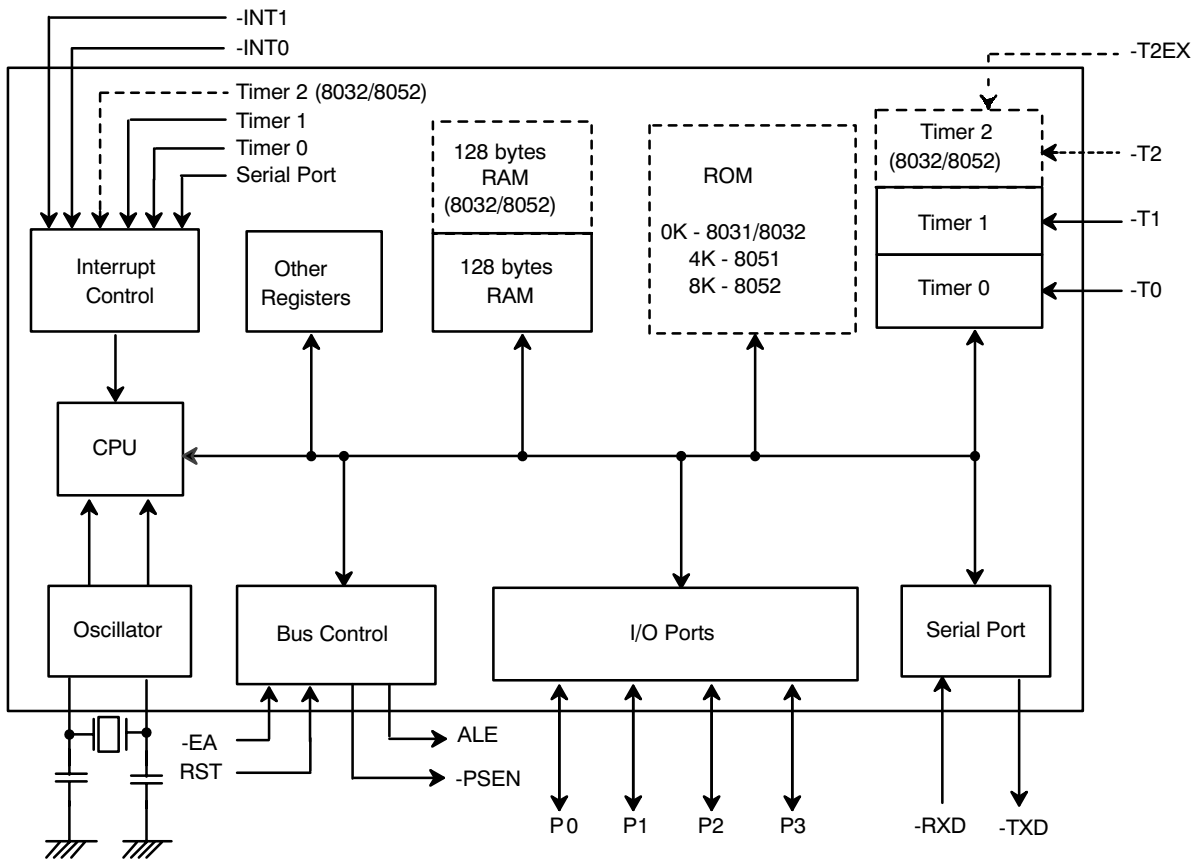 -INT1
-INT0
-T2EX
Timer 2 (8032/8052)
Timer 1
Timer 0
Serial Port
128 bytes
RAM
(8032/8052)
128 bytes
RAM
ROM
0K - 8031/8032
4K - 8051
8K - 8052
Timer 2
(8032/8052)
Timer 1
Timer 0
-T2
-T1
-T0
Interrupt
Control
Other
Registers
CPU
Oscillator
Bus Control
I/O Ports
Serial Port
-EA
RST
ALE
-PSEN
P0
P1
P2
P3
-RXD
-TXD